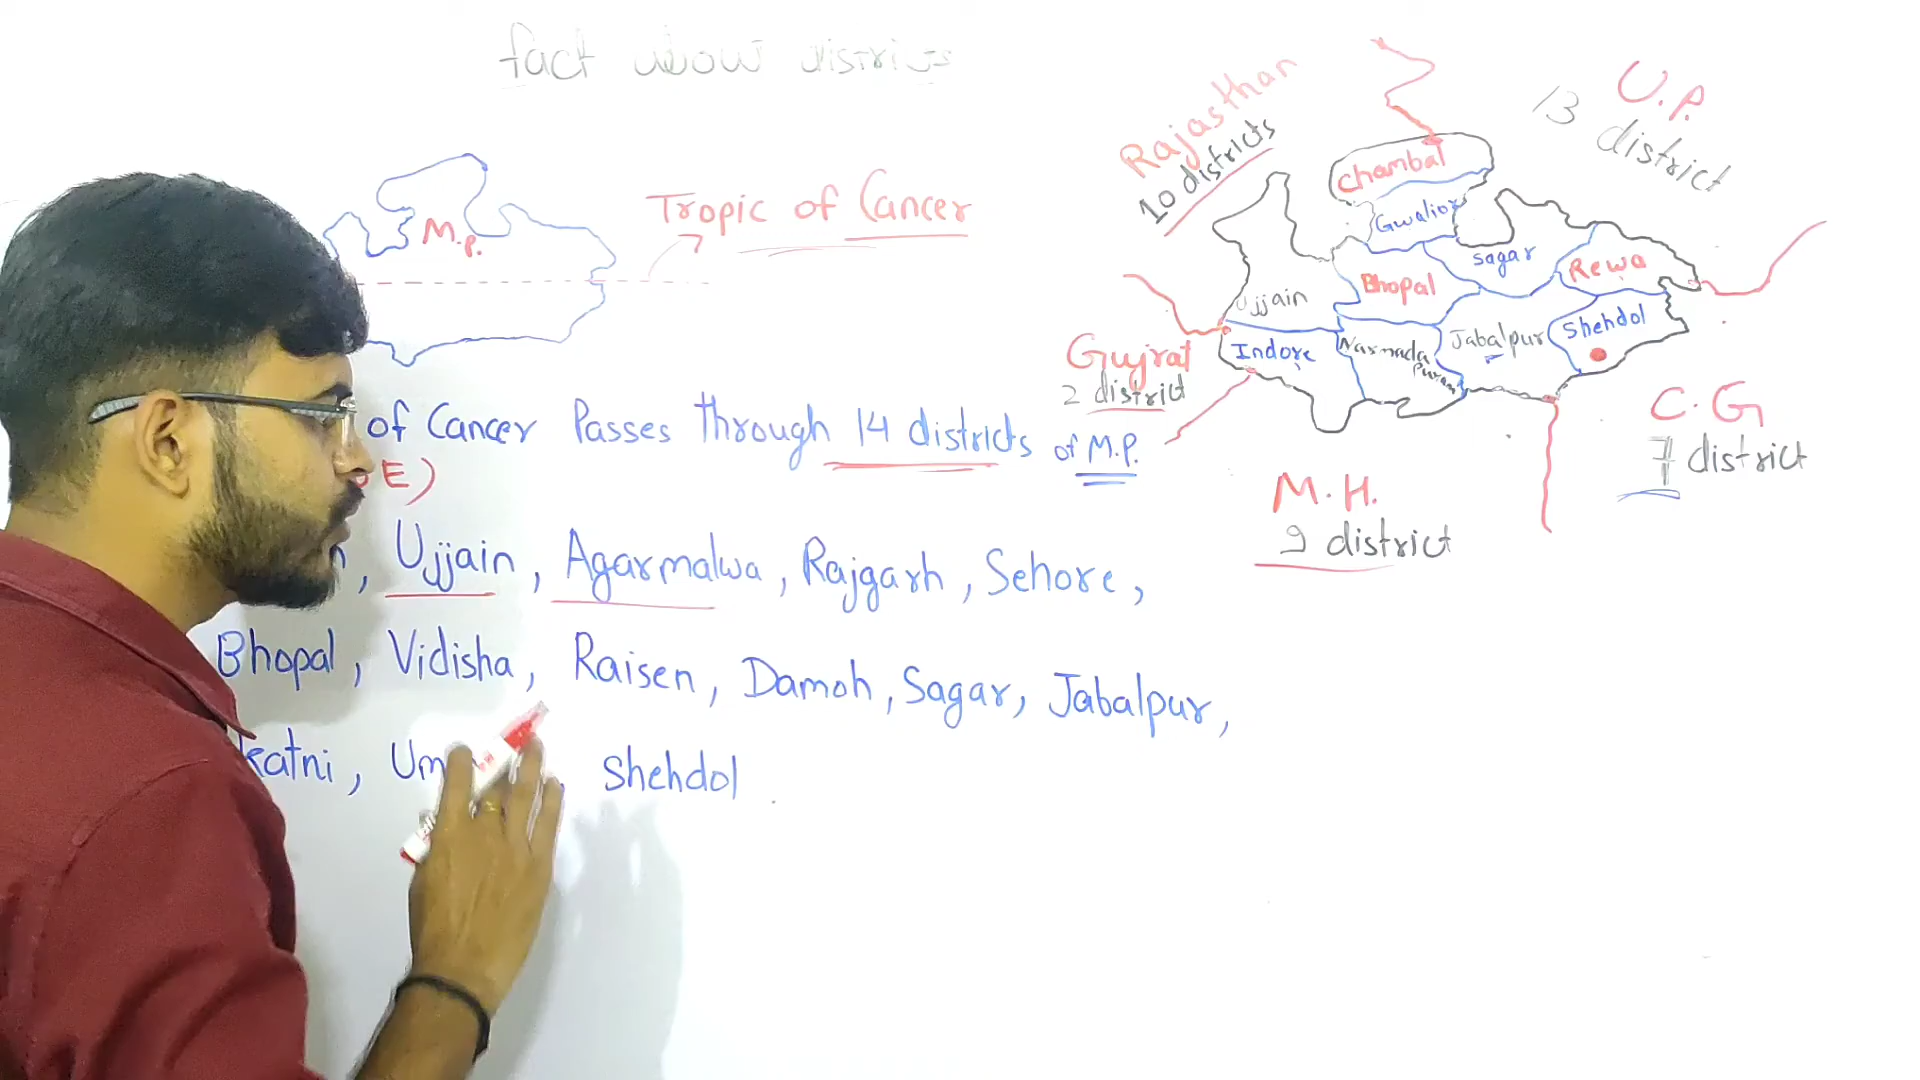 fact about districts
M.P.
Tropic of Cancer
of Cancer Passes through 14 districts of M.P.
E)
, Ujjain, Agarmalwa, Rajgarh, Sehore,
Bhopal, Vidisha, Raisen, Damoh, Sagar, Jabalpur,
katni, Um , Shehdol
Rajasthan
10 districts
U.P.
13 district
Chambal
Gwalior
Sagar
Rewa
Bhopal
Ujjain
Jabalpur
Shehdol
Indore
Narmada
Puram
Gujrat
2 district
C.G
7 district
M.H.
9 district